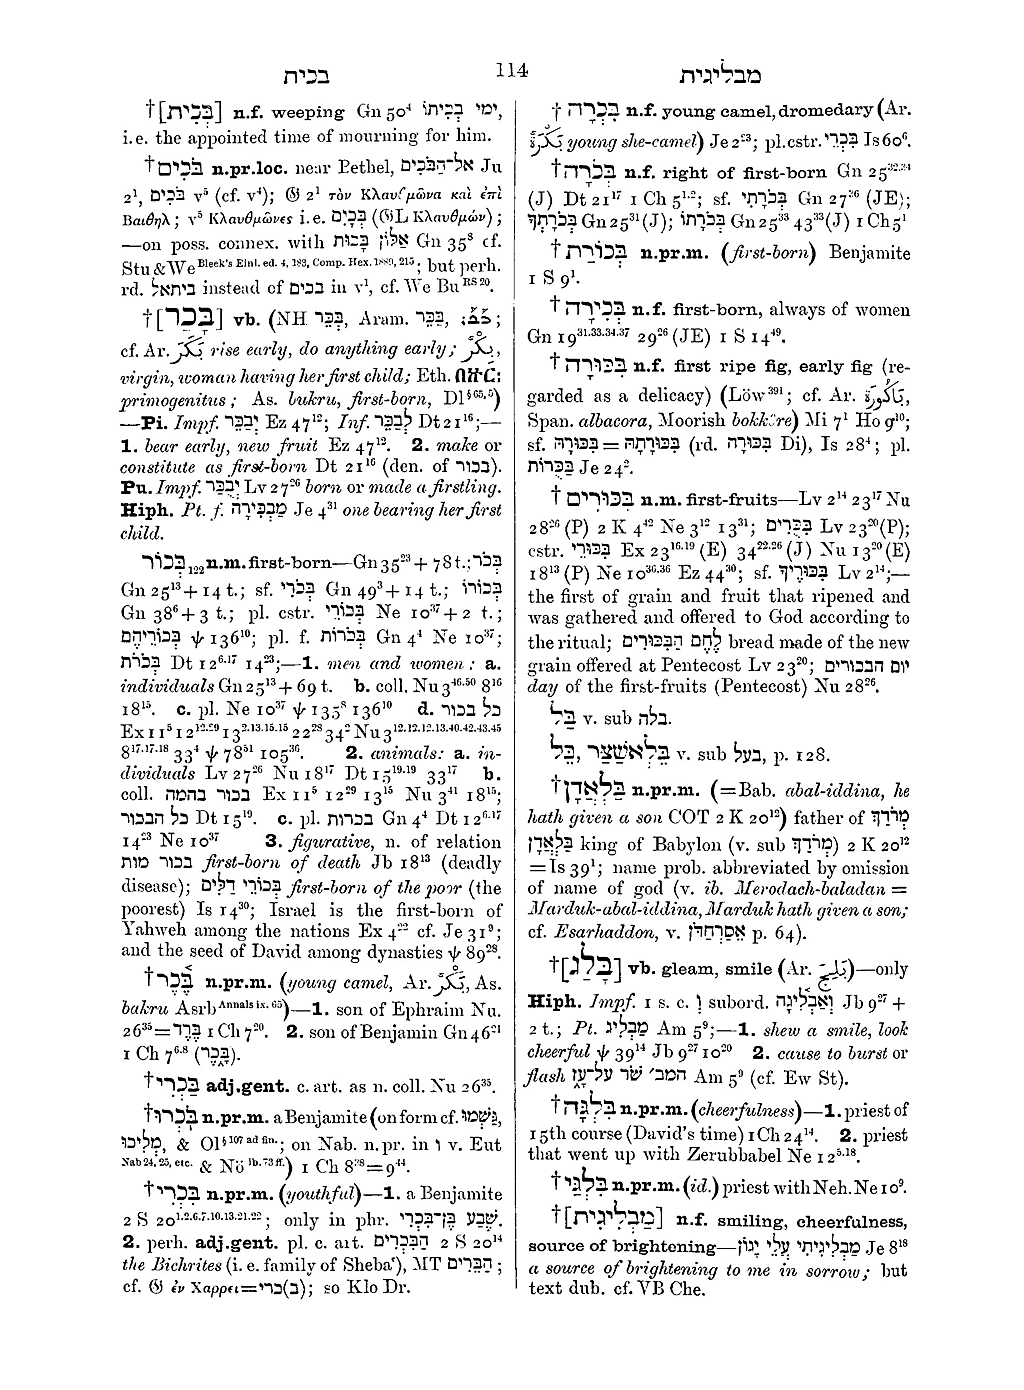 בכית 114 מבליגית
†[בְּכִית] n.f. weeping Gn 50⁴ יְמֵי בְכִיתוֹ,
i.e. the appointed time of mourning for him.
†בֹּכִים n.pr.loc. near Bethel, אֶל־הַבֹּכִים Ju
2¹, בֹּכִים v⁵ (cf. v⁴); 𝔊 2¹ τὸν Κλαυθμῶνα καὶ ἐπὶ
Βαιθηλ; v⁵ Κλαυθμῶνες i.e. בָּכִים (𝔊L Κλαυθμών);
—on poss. connex. with אַלּוֹן בָּכוּת Gn 35⁸ cf.
Stu&We Bleek's Einl. ed. 4, 183, Comp. Hex. 1889, 215; but perh.
rd. ביתאל instead of בכים in v¹, cf. We Bu RS 20.
†[בָּכַר] vb. (NH בִּכֵּר, Aram. בַּכַּר, ;
cf. Ar. بَكَرَ rise early, do anything early; بِكْرٌ,
virgin, woman having her first child; Eth.
primogenitus; As. bukru, first-born, Dl §65,5)
—Pi. Impf. יְבַכֵּר Ez 47¹²; Inf. לְבַכֵּר Dt 21¹⁶;—
1. bear early, new fruit Ez 47¹². 2. make or
constitute as first-born Dt 21¹⁶ (den. of בכור).
Pu. Impf. יְבֻכַּר Lv 27²⁶ born or made a firstling.
Hiph. Pt. f. מַבְכִּירָה Je 4³¹ one bearing her first
child.
בְּכוֹר 122 n.m. first-born—Gn 35²³ + 78 t.; בְּכֹר
Gn 25¹³ + 14 t.; sf. בְּכֹרִי Gn 49³ + 14 t.; בְּכוֹרוֹ
Gn 38⁶ + 3 t.; pl. cstr. בְּכוֹרֵי Ne 10³⁷ + 2 t.;
בְּכוֹרֵיהֶם ψ 136¹⁰; pl. f. בְּכֹרוֹת Gn 4⁴ Ne 10³⁷;
בְּכֹרֹת Dt 12⁶·¹⁷ 14²³;—1. men and women: a.
individuals Gn 25¹³ + 69 t. b. coll. Nu 3⁴⁶·⁵⁰ 8¹⁶
18¹⁵. c. pl. Ne 10³⁷ ψ 135⁸ 136¹⁰ d. כל בכור
Ex 11⁵ 12¹²·²⁹ 13²·¹³·¹⁵·¹⁵ 22²⁸ 34² Nu 3¹²·¹²·¹²·¹³·⁴⁰·⁴²·⁴³·⁴⁵
8¹⁷·¹⁷·¹⁸ 33⁴ ψ 78⁵¹ 105³⁶. 2. animals: a. in-
dividuals Lv 27²⁶ Nu 18¹⁷ Dt 15¹⁹·¹⁹ 33¹⁷ b.
coll. בכור בהמה Ex 11⁵ 12²⁹ 13¹⁵ Nu 3⁴¹ 18¹⁵;
כל הבכור Dt 15¹⁹. c. pl. בכרות Gn 4⁴ Dt 12⁶·¹⁷
14²³ Ne 10³⁷ 3. figurative, n. of relation
בכור מות first-born of death Jb 18¹³ (deadly
disease); בְּכוֹרֵי דַלִּים first-born of the poor (the
poorest) Is 14³⁰; Israel is the first-born of
Yahweh among the nations Ex 4²² cf. Je 31⁹;
and the seed of David among dynasties ψ 89²⁸.
†בֶּכֶר n.pr.m. (young camel, Ar. بَكْرٌ, As.
bakru Asrb Annals ix. 65)—1. son of Ephraim Nu.
26³⁵ = בֶּרֶד 1 Ch 7²⁰. 2. son of Benjamin Gn 46²¹
1 Ch 7⁶·⁸ (בָּכֶר).
†בַּכְרִי adj.gent. c. art. as n. coll. Nu 26³⁵.
†בֹּכְרוּ n.pr.m. a Benjamite (on form cf. גַּשְׁמוּ,
מְלִיכוּ, & Ol §107 ad fin.; on Nab. n.pr. in ו v. Eut
Nab 24, 25, etc. & Nö ib. 73 ff.) 1 Ch 8³⁸ = 9⁴⁴.
†בִּכְרִי n.pr.m. (youthful)—1. a Benjamite
2 S 20¹·²·⁶·⁷·¹⁰·¹³·²¹·²²; only in phr. שֶׁבַע בֶּן־בִּכְרִי.
2. perh. adj.gent. pl. c. art. הַבִּכְרִים 2 S 20¹⁴
the Bichrites (i.e. family of Sheba‘), MT הַבֵּרִים;
cf. 𝔊 ἐν Χαρρει = (ב)כרי; so Klo Dr.
†בִּכְרָה n.f. young camel, dromedary (Ar.
بَكْرَةٌ young she-camel) Je 2²³; pl. cstr. בִּכְרֵי Is 60⁶.
†בְּכֹרָה n.f. right of first-born Gn 25³²·³⁴
(J) Dt 21¹⁷ 1 Ch 5¹·²; sf. בְּכֹרָתִי Gn 27³⁶ (JE);
בְּכֹרָתְךָ Gn 25³¹ (J); בְּכֹרָתוֹ Gn 25³³ 43³³ (J) 1 Ch 5¹
†בְּכוֹרַת n.pr.m. (first-born) Benjamite
1 S 9¹.
†בְּכִירָה n.f. first-born, always of women
Gn 19³¹·³³·³⁴·³⁷ 29²⁶ (JE) 1 S 14⁴⁹.
†בִּכּוּרָה n.f. first ripe fig, early fig (re-
garded as a delicacy) (Löw ³⁹¹; cf. Ar. بَاكُورَةٌ,
Span. albacora, Moorish bokkōre) Mi 7¹ Ho 9¹⁰;
sf. בִּכּוּרָהּ = בִּכּוּרָתָהּ (rd. בִּכּוּרָה Di), Is 28⁴; pl.
בַּכֻּרוֹת Je 24².
†בִּכּוּרִים n.m. first-fruits—Lv 2¹⁴ 23¹⁷ Nu
28²⁶ (P) 2 K 4⁴² Ne 3¹² 13³¹; בִּכֻּרִים Lv 23²⁰ (P);
cstr. בִּכּוּרֵי Ex 23¹⁶·¹⁹ (E) 34²²·²⁶ (J) Nu 13²⁰ (E)
18¹³ (P) Ne 10³⁶·³⁶ Ez 44³⁰; sf. בִּכּוּרֶיךָ Lv 2¹⁴;—
the first of grain and fruit that ripened and
was gathered and offered to God according to
the ritual; לֶחֶם הַבִּכּוּרִים bread made of the new
grain offered at Pentecost Lv 23²⁰; יום הבכורים
day of the first-fruits (Pentecost) Nu 28²⁶.
בַּל v. sub בלה.
בֵּל, בֵּלְאשַׁצַּר v. sub בעל, p. 128.
†בַּלְאֲדָן n.pr.m. (= Bab. abal-iddina, he
hath given a son COT 2 K 20¹²) father of מְרֹדַךְ
בַּלְאֲדָן king of Babylon (v. sub מְרֹדַךְ) 2 K 20¹²
= Is 39¹; name prob. abbreviated by omission
of name of god (v. ib. Merodach-baladan =
Marduk-abal-iddina, Marduk hath given a son;
cf. Esarhaddon, v. אֵסַרְחַדֹּן p. 64).
†[בָּלַג] vb. gleam, smile (Ar. بَلَجَ)—only
Hiph. Impf. 1 s. c. וְ subord. וְאַבְלִיגָה Jb 9²⁷ +
2 t.; Pt. מַבְלִיג Am 5⁹;—1. shew a smile, look
cheerful ψ 39¹⁴ Jb 9²⁷ 10²⁰ 2. cause to burst or
flash המב׳ שֹׁד עַל־עָז Am 5⁹ (cf. Ew St).
†בִּלְגָּה n.pr.m. (cheerfulness)—1. priest of
15th course (David's time) 1 Ch 24¹⁴. 2. priest
that went up with Zerubbabel Ne 12⁵·¹⁸.
†בִּלְגַּי n.pr.m. (id.) priest with Neh. Ne 10⁹.
†[מַבְלִיגִית] n.f. smiling, cheerfulness,
source of brightening—מַבְלִיגִיתִי עֲלֵי יָגוֹן Je 8¹⁸
a source of brightening to me in sorrow; but
text dub. cf. VB Che.